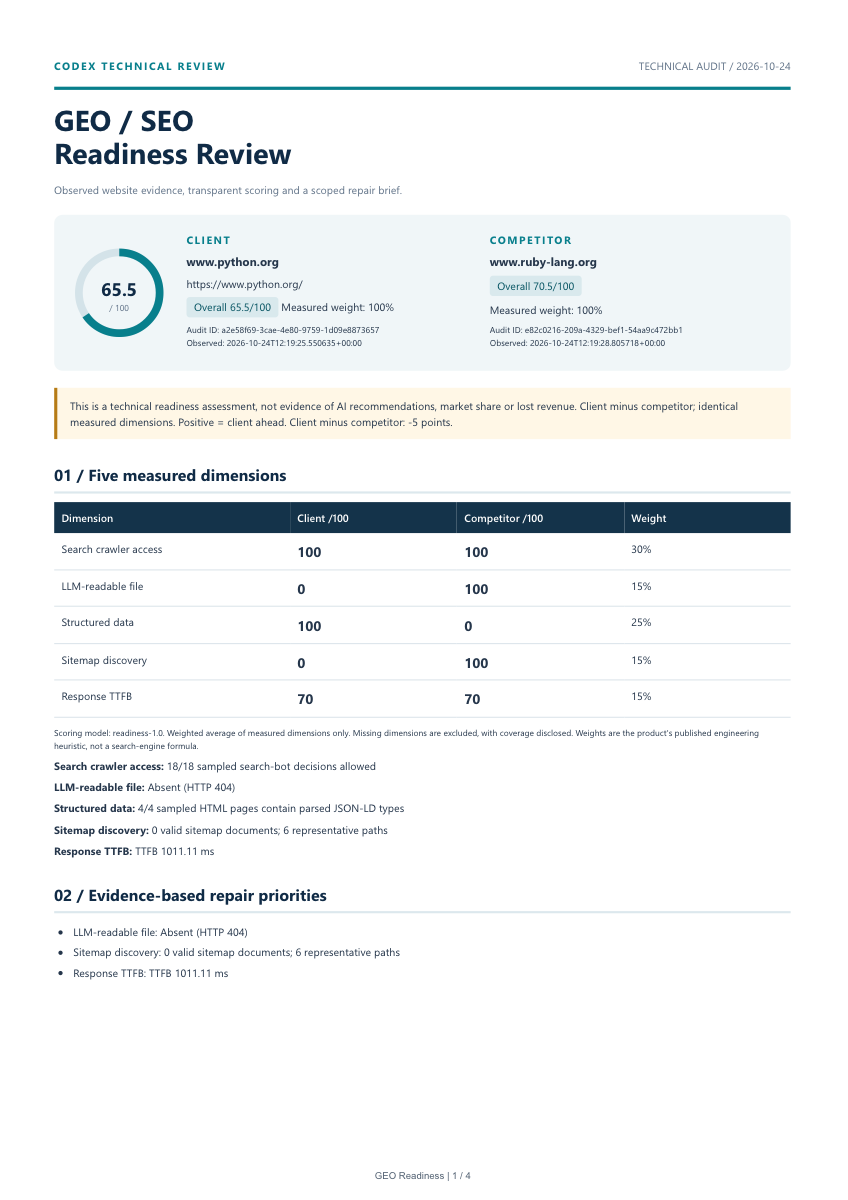 CODEX TECHNICAL REVIEW
TECHNICAL AUDIT / 2026-10-24
GEO / SEO
Readiness Review
Observed website evidence, transparent scoring and a scoped repair brief.
65.5
/ 100
CLIENT
www.python.org
https://www.python.org/
Overall 65.5/100 Measured weight: 100%
Audit ID: a2e58f69-3cae-4e80-9759-1d09e8873657
Observed: 2026-10-24T12:19:25.550635+00:00
COMPETITOR
www.ruby-lang.org
Overall 70.5/100
Measured weight: 100%
Audit ID: e82c0216-209a-4329-bef1-54aa9c472bb1
Observed: 2026-10-24T12:19:28.805718+00:00
This is a technical readiness assessment, not evidence of AI recommendations, market share or lost revenue. Client minus competitor; identical
measured dimensions. Positive = client ahead. Client minus competitor: -5 points.
01 / Five measured dimensions
Dimension Client /100 Competitor /100 Weight
Search crawler access 100 100 30%
LLM-readable file 0 100 15%
Structured data 100 0 25%
Sitemap discovery 0 100 15%
Response TTFB 70 70 15%
Scoring model: readiness-1.0. Weighted average of measured dimensions only. Missing dimensions are excluded, with coverage disclosed. Weights are the product's published engineering
heuristic, not a search-engine formula.
Search crawler access: 18/18 sampled search-bot decisions allowed
LLM-readable file: Absent (HTTP 404)
Structured data: 4/4 sampled HTML pages contain parsed JSON-LD types
Sitemap discovery: 0 valid sitemap documents; 6 representative paths
Response TTFB: TTFB 1011.11 ms
02 / Evidence-based repair priorities
• LLM-readable file: Absent (HTTP 404)
• Sitemap discovery: 0 valid sitemap documents; 6 representative paths
• Response TTFB: TTFB 1011.11 ms
GEO Readiness | 1 / 4